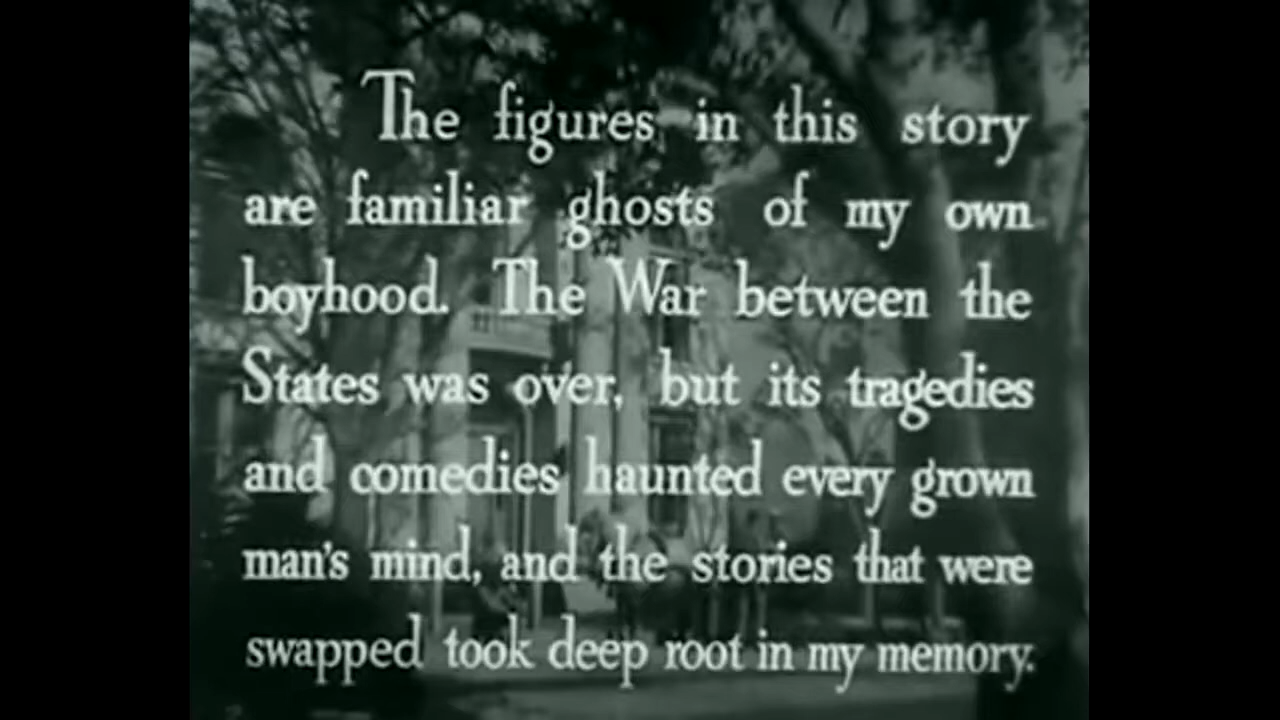 The figures in this story
are familiar ghosts of my own
boyhood. The War between the
States was over, but its tragedies
and comedies haunted every grown
man's mind, and the stories that were
swapped took deep root in my memory.